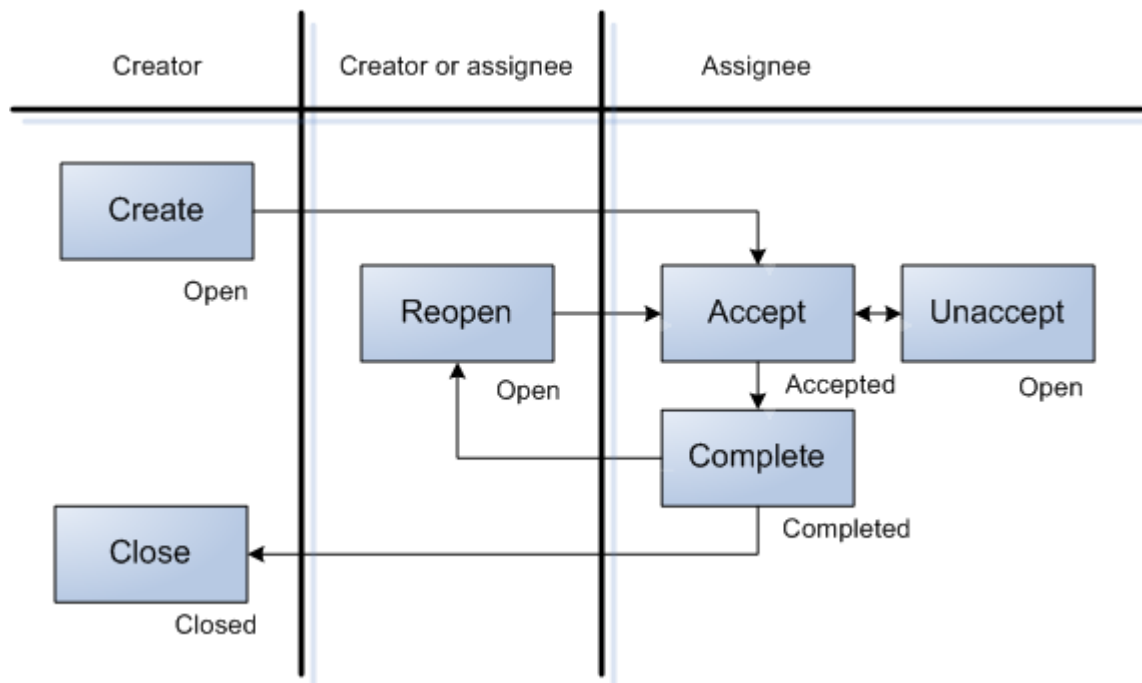 Creator
Creator or assignee
Assignee
Create
Open
Reopen
Accept
Unaccept
Open
Accepted
Open
Complete
Completed
Close
Closed